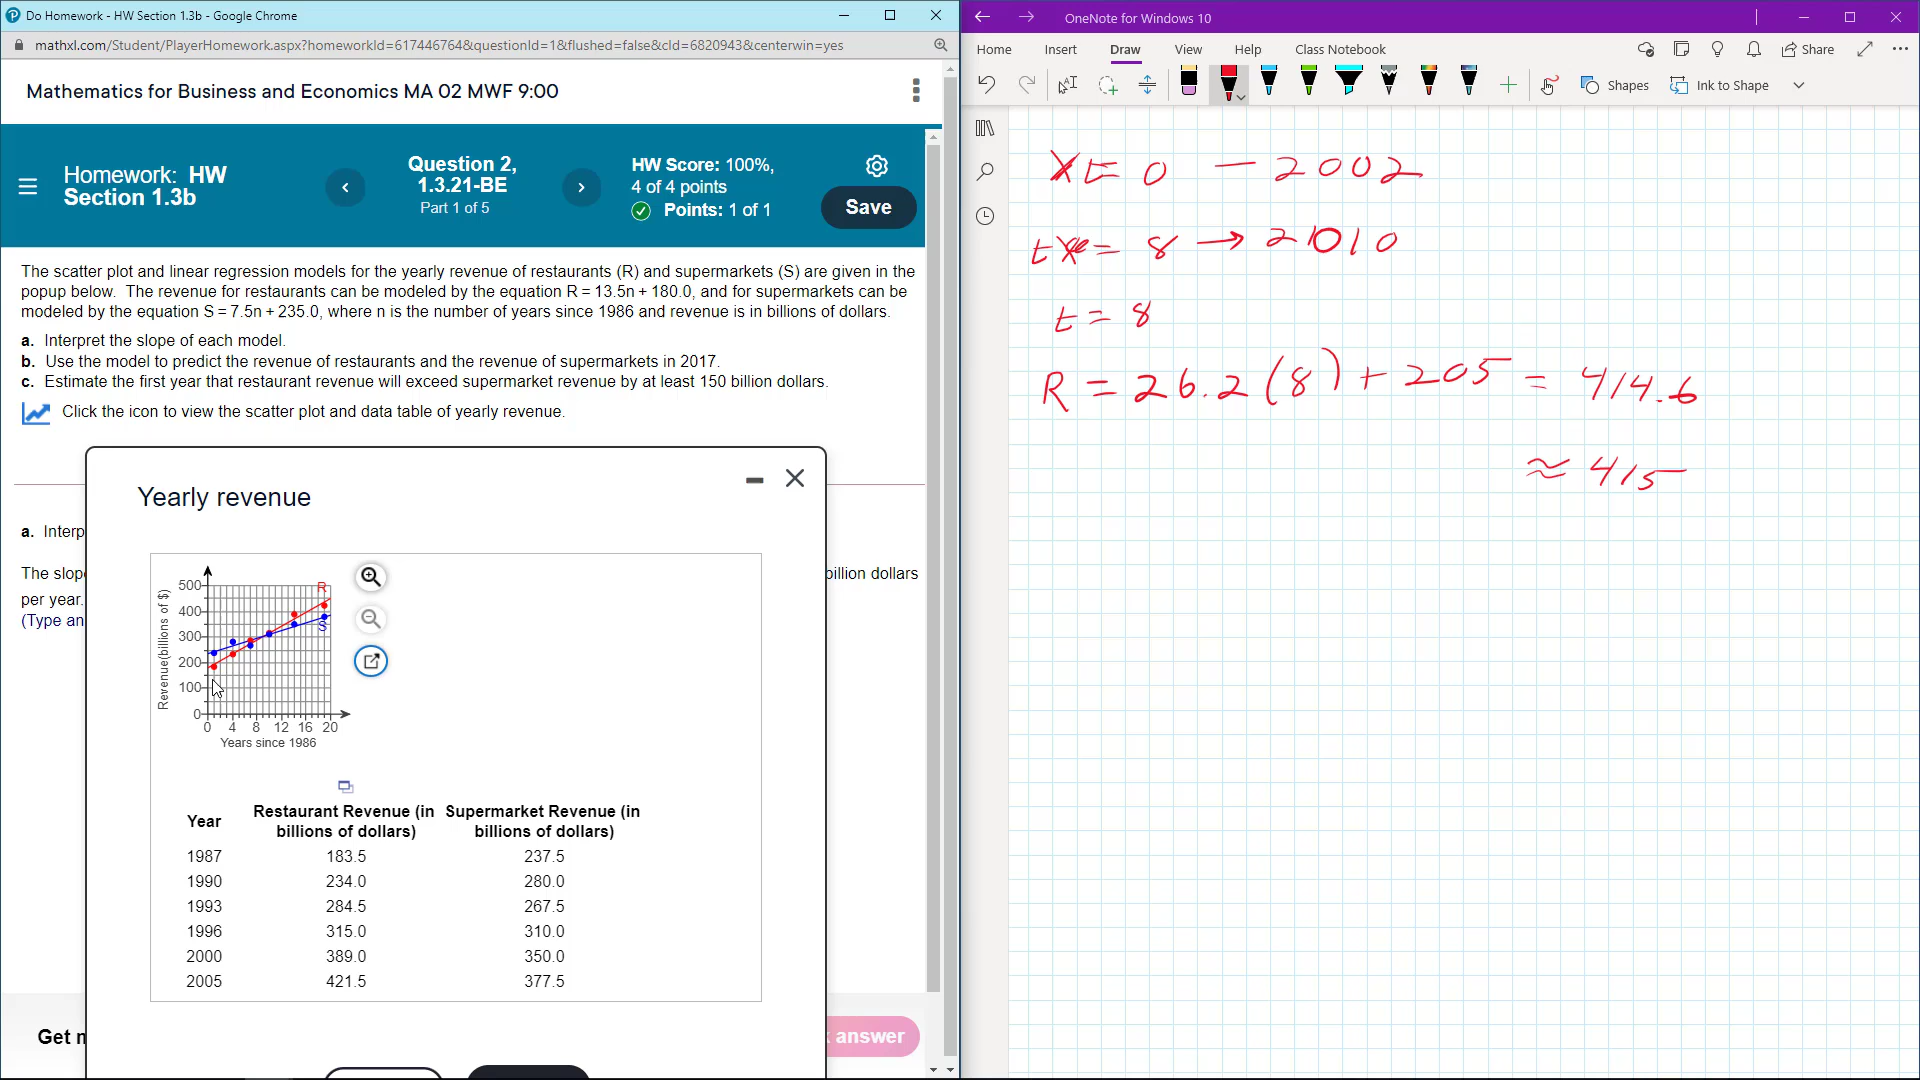 Do Homework - HW Section 1.3b - Google Chrome
mathxl.com/Student/PlayerHomework.aspx?homeworkId=617446764&questionId=1&flushed=false&cId=6820943&centerwin=yes
Mathematics for Business and Economics MA 02 MWF 9:00
Homework: HW Section 1.3b
Question 2, 1.3.21-BE
Part 1 of 5
HW Score: 100%, 4 of 4 points
Points: 1 of 1
Save
The scatter plot and linear regression models for the yearly revenue of restaurants (R) and supermarkets (S) are given in the
popup below. The revenue for restaurants can be modeled by the equation R = 13.5n + 180.0, and for supermarkets can be
modeled by the equation S = 7.5n + 235.0, where n is the number of years since 1986 and revenue is in billions of dollars.
a. Interpret the slope of each model.
b. Use the model to predict the revenue of restaurants and the revenue of supermarkets in 2017.
c. Estimate the first year that restaurant revenue will exceed supermarket revenue by at least 150 billion dollars.
Click the icon to view the scatter plot and data table of yearly revenue.
a. Interp
The slop
billion dollars
per year.
(Type an
Yearly revenue
Revenue(billions of $)
500
400
300
200
100
0
R
S
0 4 8 12 16 20
Years since 1986
Year Restaurant Revenue (in billions of dollars) Supermarket Revenue (in billions of dollars)
1987 183.5 237.5
1990 234.0 280.0
1993 284.5 267.5
1996 315.0 310.0
2000 389.0 350.0
2005 421.5 377.5
Get
answer
OneNote for Windows 10
Home Insert Draw View Help Class Notebook
Share
Shapes
Ink to Shape
t = 0 — 2002
t = 8 → 2010
t = 8
R = 26.2 (8) + 205 = 414.6
≈ 415